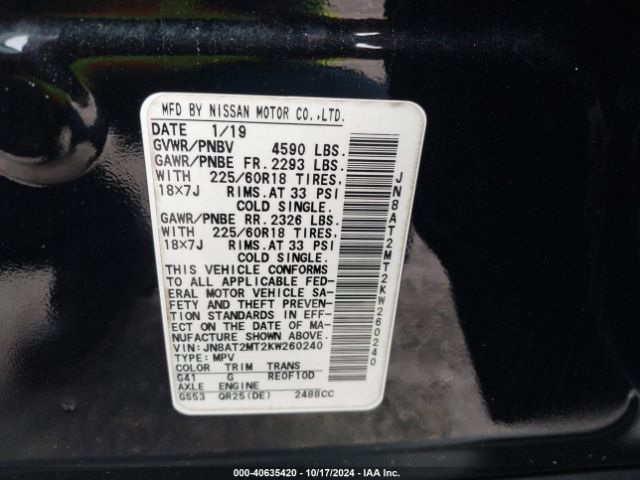 MFD BY NISSAN MOTOR CO.,LTD.
DATE 1/19
GVWR/PNBV 4590 LBS.
GAWR/PNBE FR. 2293 LBS.
WITH 225/60R18 TIRES.
18X7J RIMS.AT 33 PSI
COLD SINGLE.
GAWR/PNBE RR. 2326 LBS.
WITH 225/60R18 TIRES.
18X7J RIMS.AT 33 PSI
COLD SINGLE.
THIS VEHICLE CONFORMS
TO ALL APPLICABLE FED-
ERAL MOTOR VEHICLE SA-
FETY AND THEFT PREVEN-
TION STANDARDS IN EFF-
ECT ON THE DATE OF MA-
NUFACTURE SHOWN ABOVE.
VIN:JN8AT2MT2KW260240
TYPE:MPV
COLOR TRIM TRANS
G41 G RE0F10D
AXLE ENGINE
GS53 QR25(DE) 2488CC
JN8AT2MT2KW260240
000-40635420 - 10/17/2024 - IAA Inc.